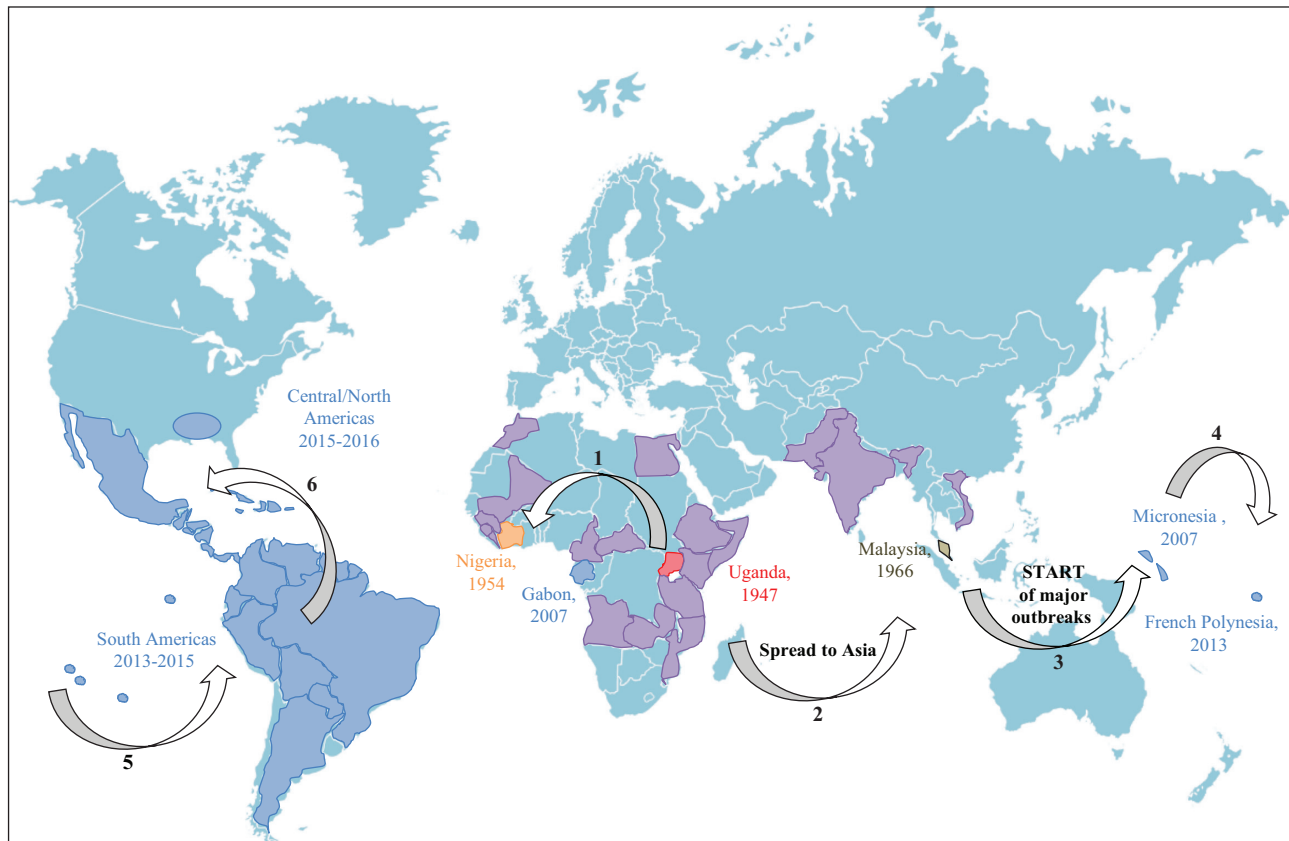 Central/North
Americas
2015-2016
6
South Americas
2013-2015
5
1
Nigeria,
1954
Gabon,
2007
Uganda,
1947
Spread to Asia
2
Malaysia,
1966
START
of major
outbreaks
3
4
Micronesia ,
2007
French Polynesia,
2013